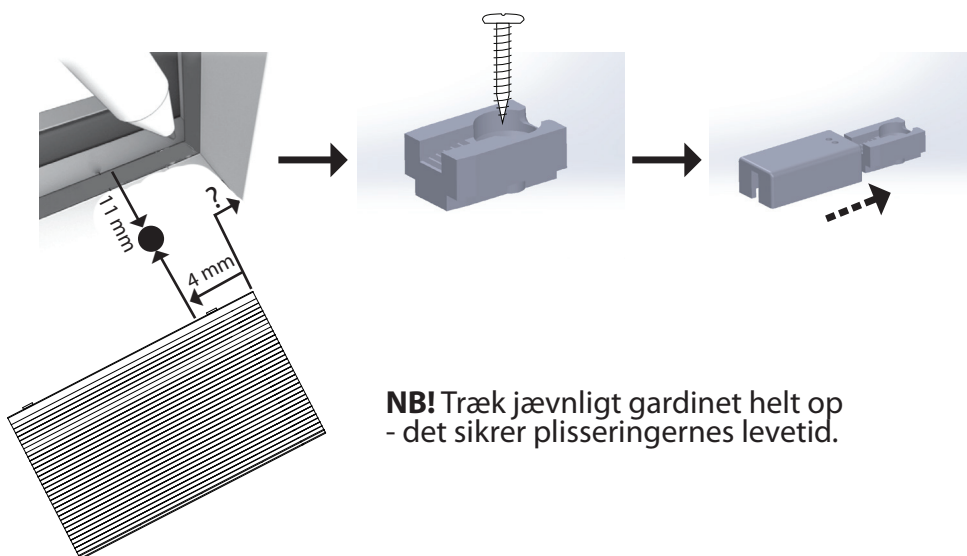 ?
11 mm
4 mm
NB! Træk jævnligt gardinet helt op
- det sikrer plisseringernes levetid.